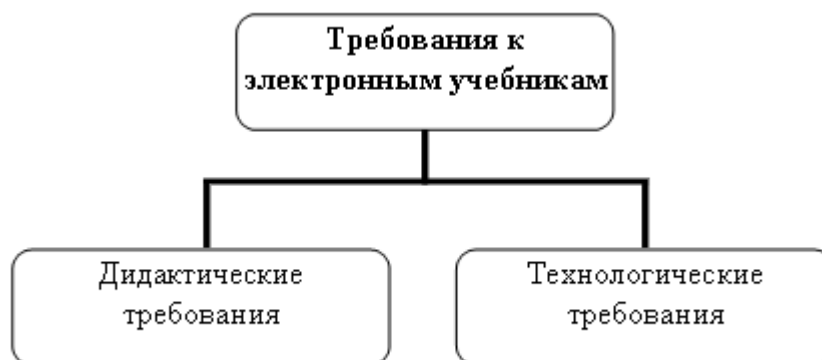 Требования к
электронным учебникам
Дидактические
требования
Технологические
требования